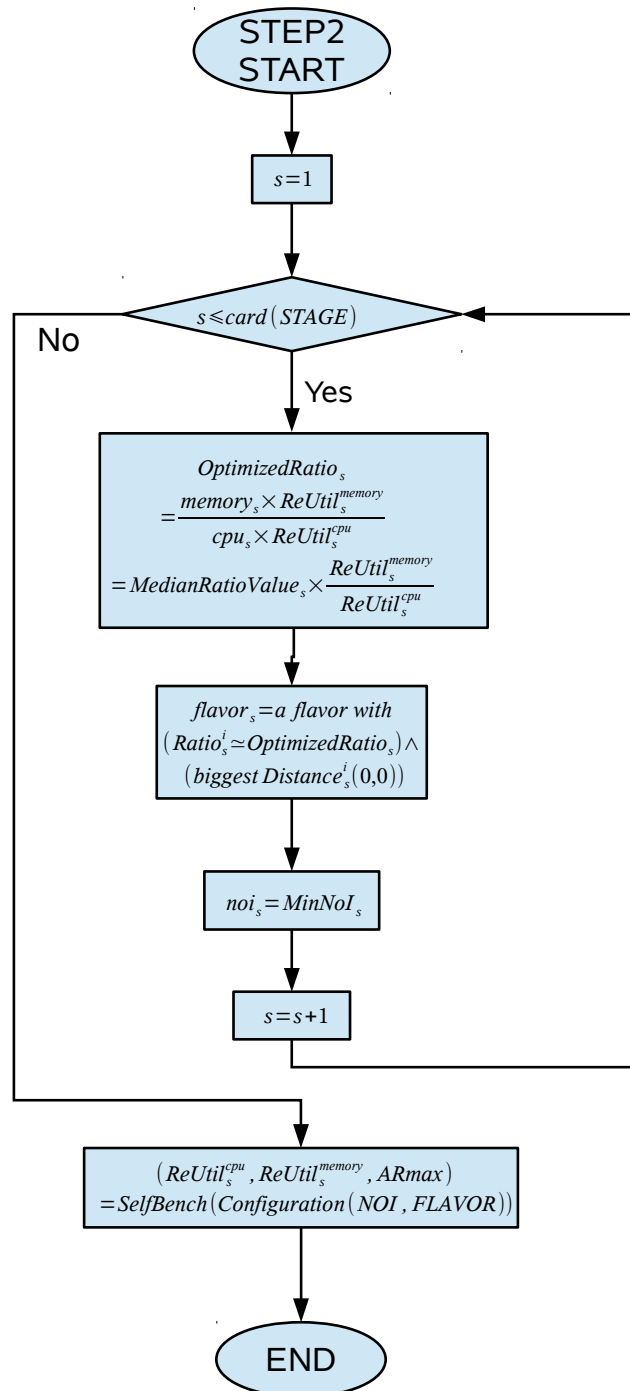 STEP2
START
s=1
s⩽card(STAGE)
No
Yes
OptimizedRatio_s
=\frac{memory_s×ReUtil_s^{memory}}{cpu_s×ReUtil_s^{cpu}}
=MedianRatioValue_s×\frac{ReUtil_s^{memory}}{ReUtil_s^{cpu}}
flavor_s=a flavor with
(Ratio_s^i≃OptimizedRatio_s)∧
(biggest Distance_s^i(0,0))
noi_s=MinNoI_s
s=s+1
(ReUtil_s^{cpu},ReUtil_s^{memory},ARmax)
=SelfBench(Configuration(NOI,FLAVOR))
END